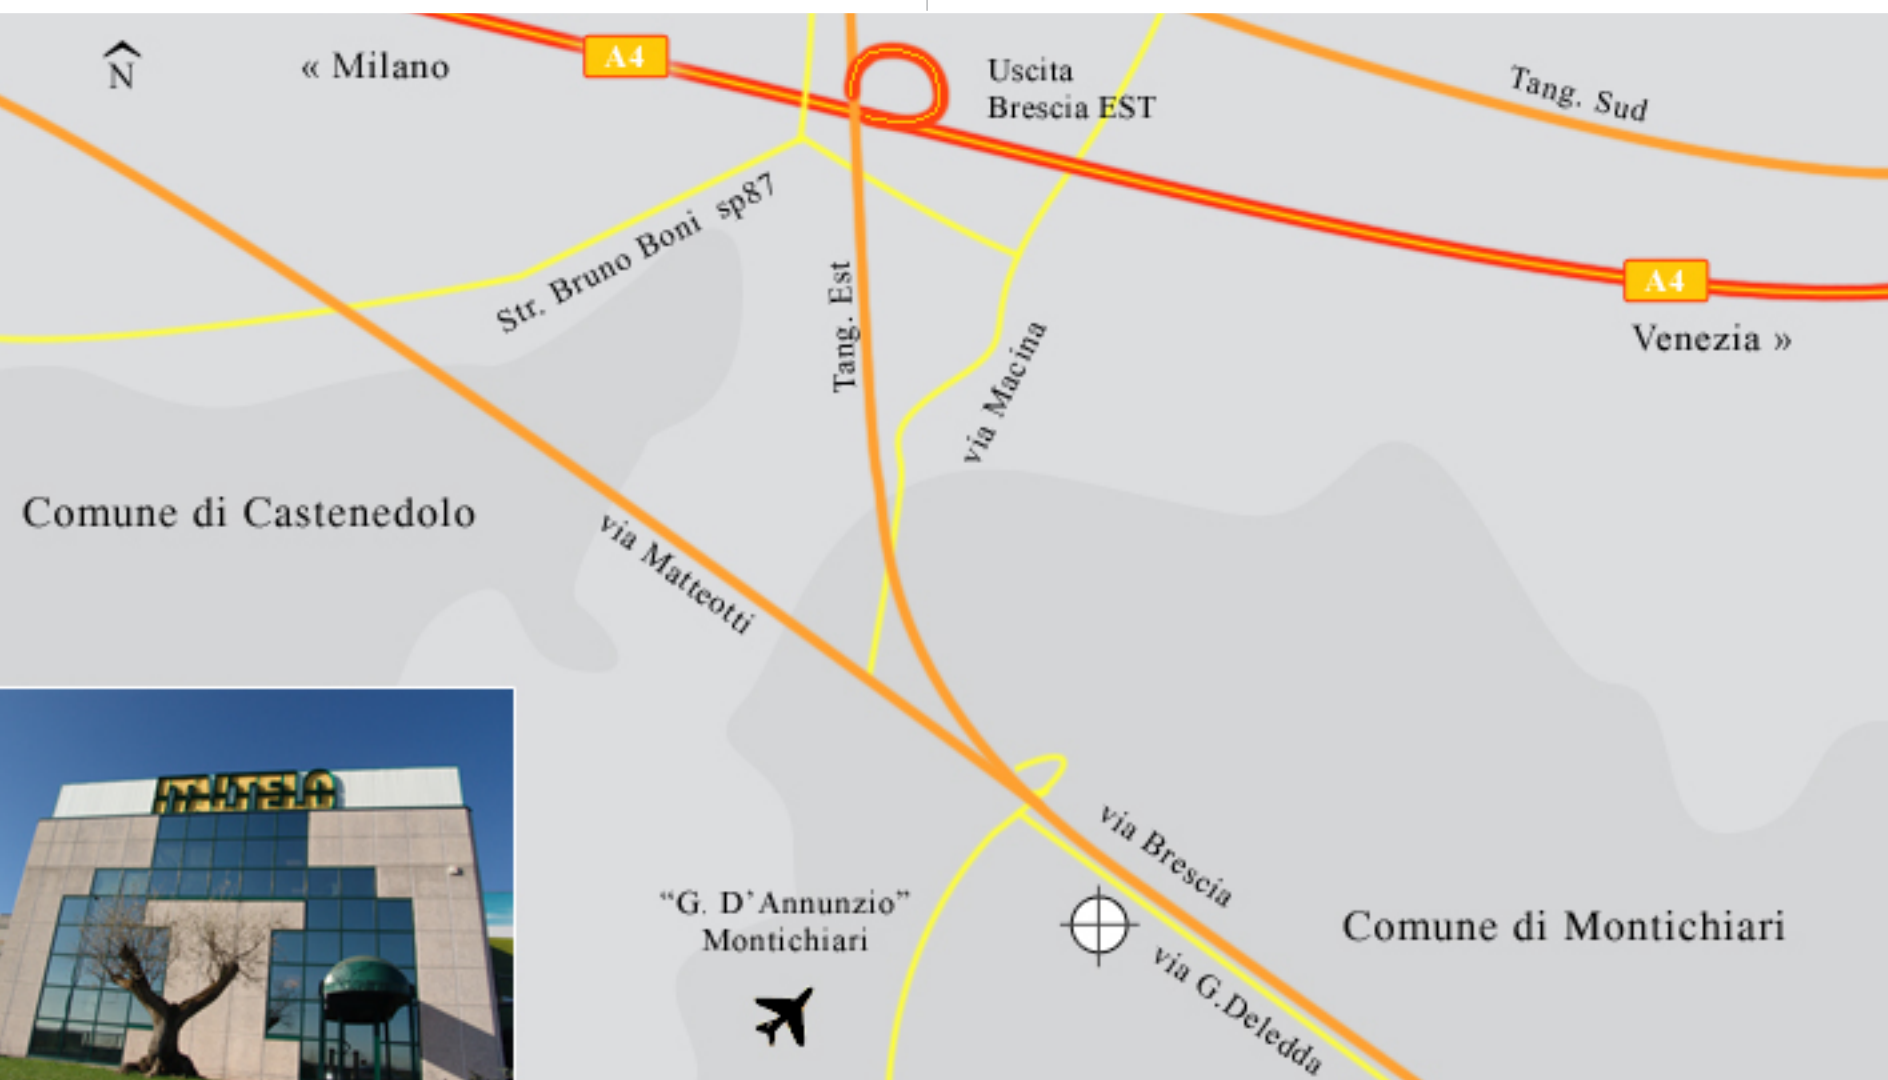 N
« Milano
A4
Uscita
Brescia EST
Tang. Sud
Str. Bruno Boni sp87
Tang. Est
via Macina
A4
Venezia »
Comune di Castenedolo
via Matteotti
via Brescia
“G. D’Annunzio”
Montichiari
Comune di Montichiari
via G.Deledda